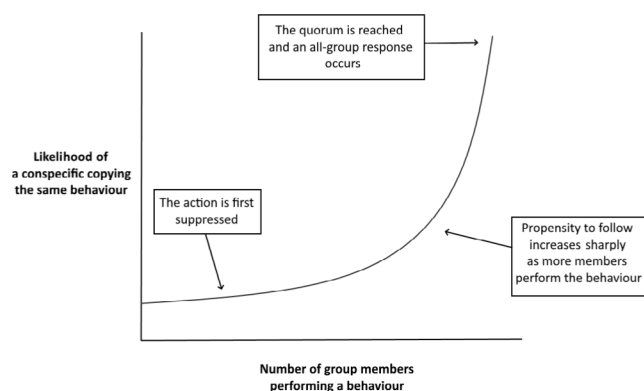 The quorum is reached
and an all-group response
occurs
Likelihood of
a conspecific copying
the same behaviour
The action is first
suppressed
Propensity to follow
increases sharply
as more members
perform the behaviour
Number of group members
performing a behaviour